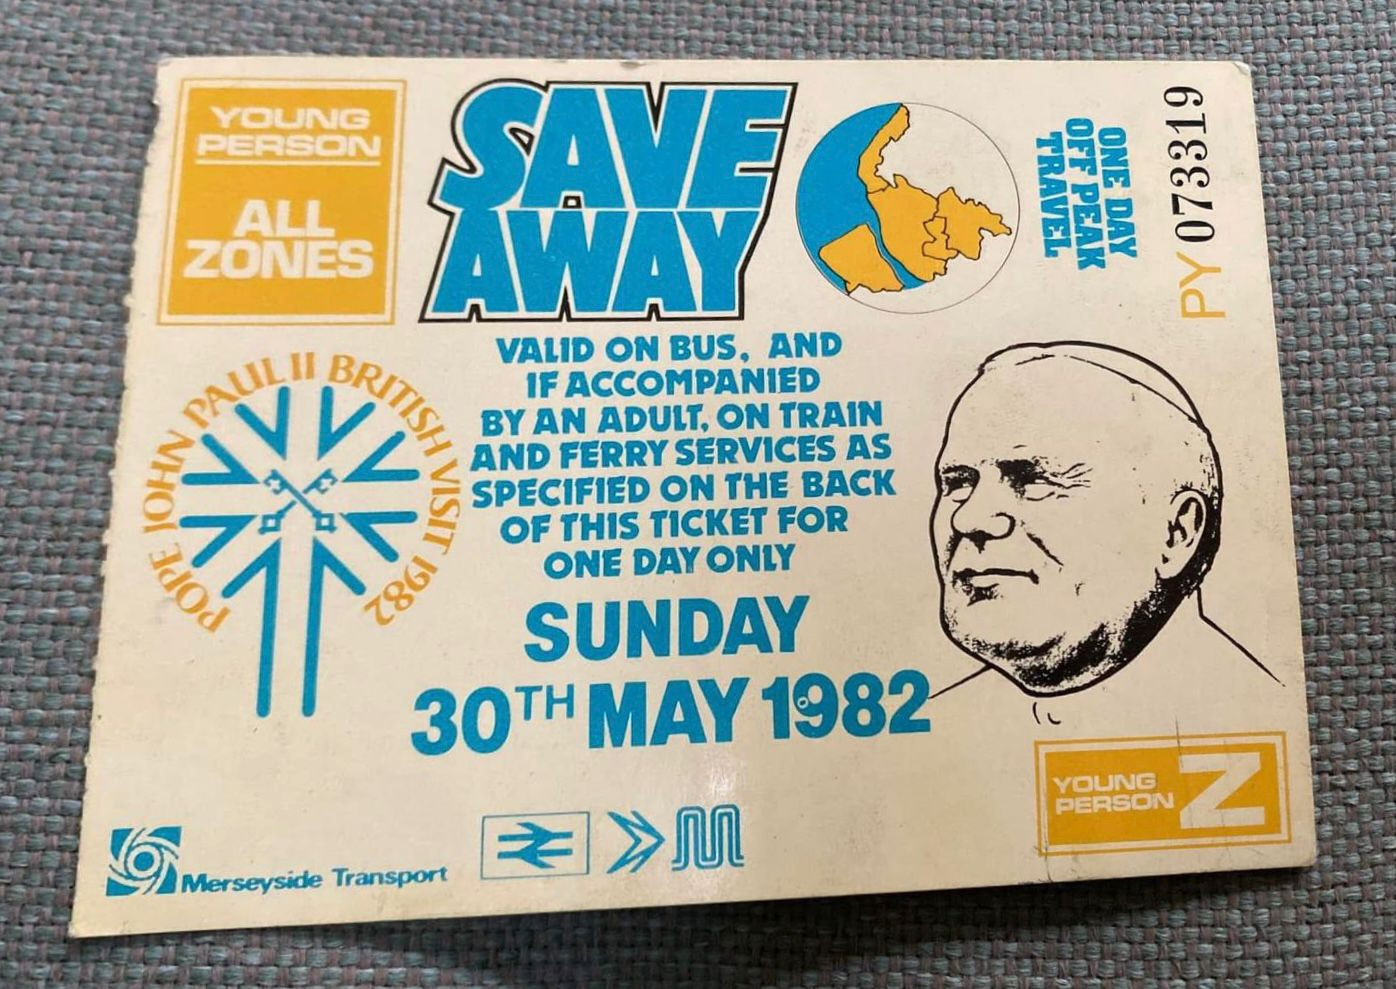 YOUNG
PERSON
ALL
ZONES
SAVE
AWAY
ONE DAY
OFF PEAK
TRAVEL
PY 073319
POPE JOHN PAUL II BRITISH VISIT 1982
VALID ON BUS, AND
IF ACCOMPANIED
BY AN ADULT, ON TRAIN
AND FERRY SERVICES AS
SPECIFIED ON THE BACK
OF THIS TICKET FOR
ONE DAY ONLY
SUNDAY
30TH MAY 1982
YOUNG
PERSON Z
Merseyside Transport